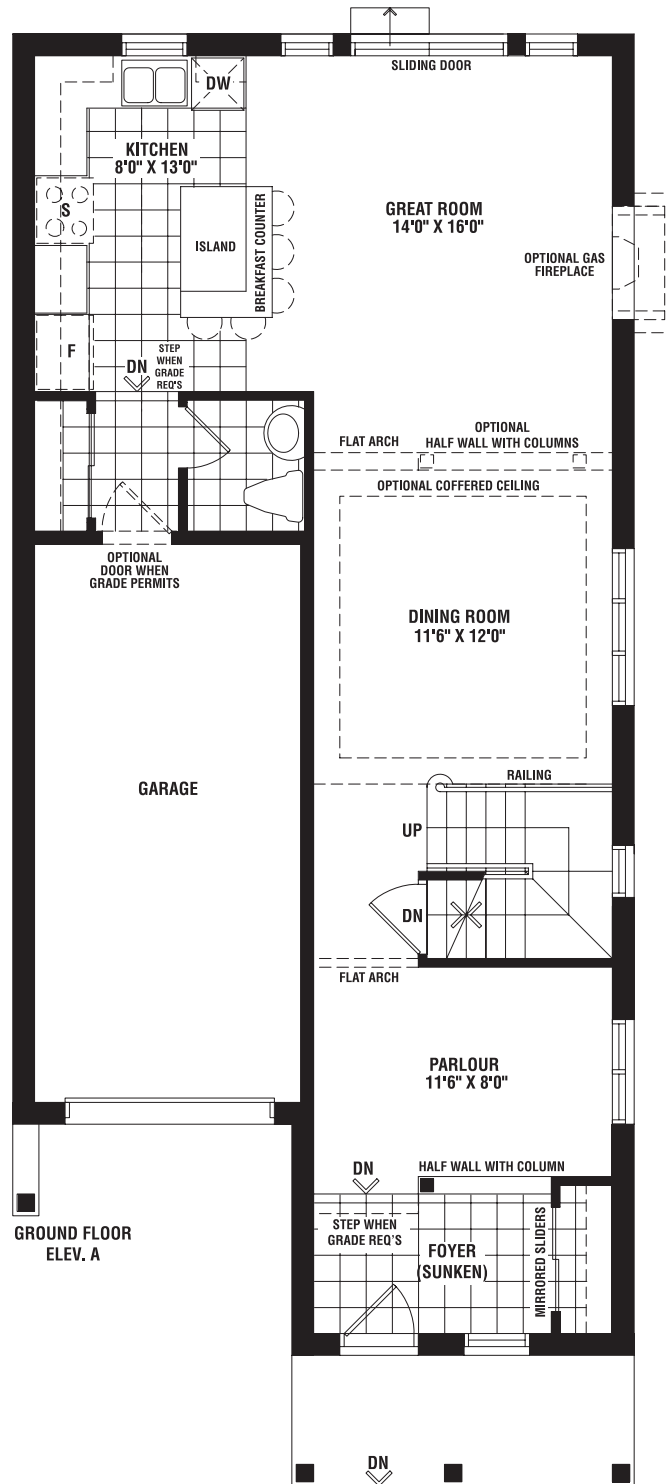 SLIDING DOOR
DW
KITCHEN
8'0" X 13'0"
S
GREAT ROOM
14'0" X 16'0"
ISLAND
BREAKFAST COUNTER
OPTIONAL GAS
FIREPLACE
F
DN
STEP
WHEN
GRADE
REQ'S
OPTIONAL
HALF WALL WITH COLUMNS
FLAT ARCH
OPTIONAL COFFERED CEILING
OPTIONAL
DOOR WHEN
GRADE PERMITS
DINING ROOM
11'6" X 12'0"
GARAGE
RAILING
UP
DN
FLAT ARCH
PARLOUR
11'6" X 8'0"
DN
HALF WALL WITH COLUMN
STEP WHEN
GRADE REQ'S
FOYER
(SUNKEN)
MIRRORED SLIDERS
GROUND FLOOR
ELEV. A
DN